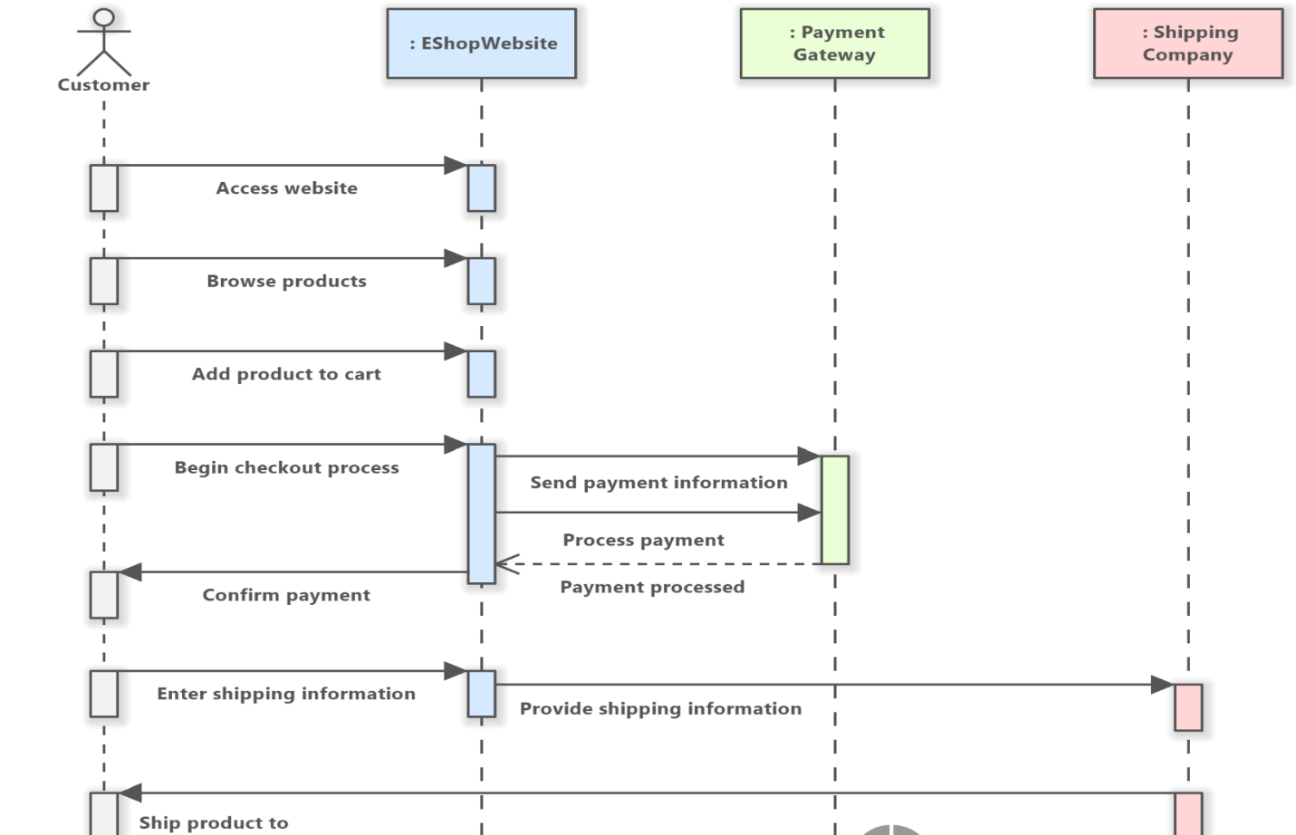 Customer
: EShopWebsite
: Payment
Gateway
: Shipping
Company
Access website
Browse products
Add product to cart
Begin checkout process
Send payment information
Process payment
Payment processed
Confirm payment
Enter shipping information
Provide shipping information
Ship product to